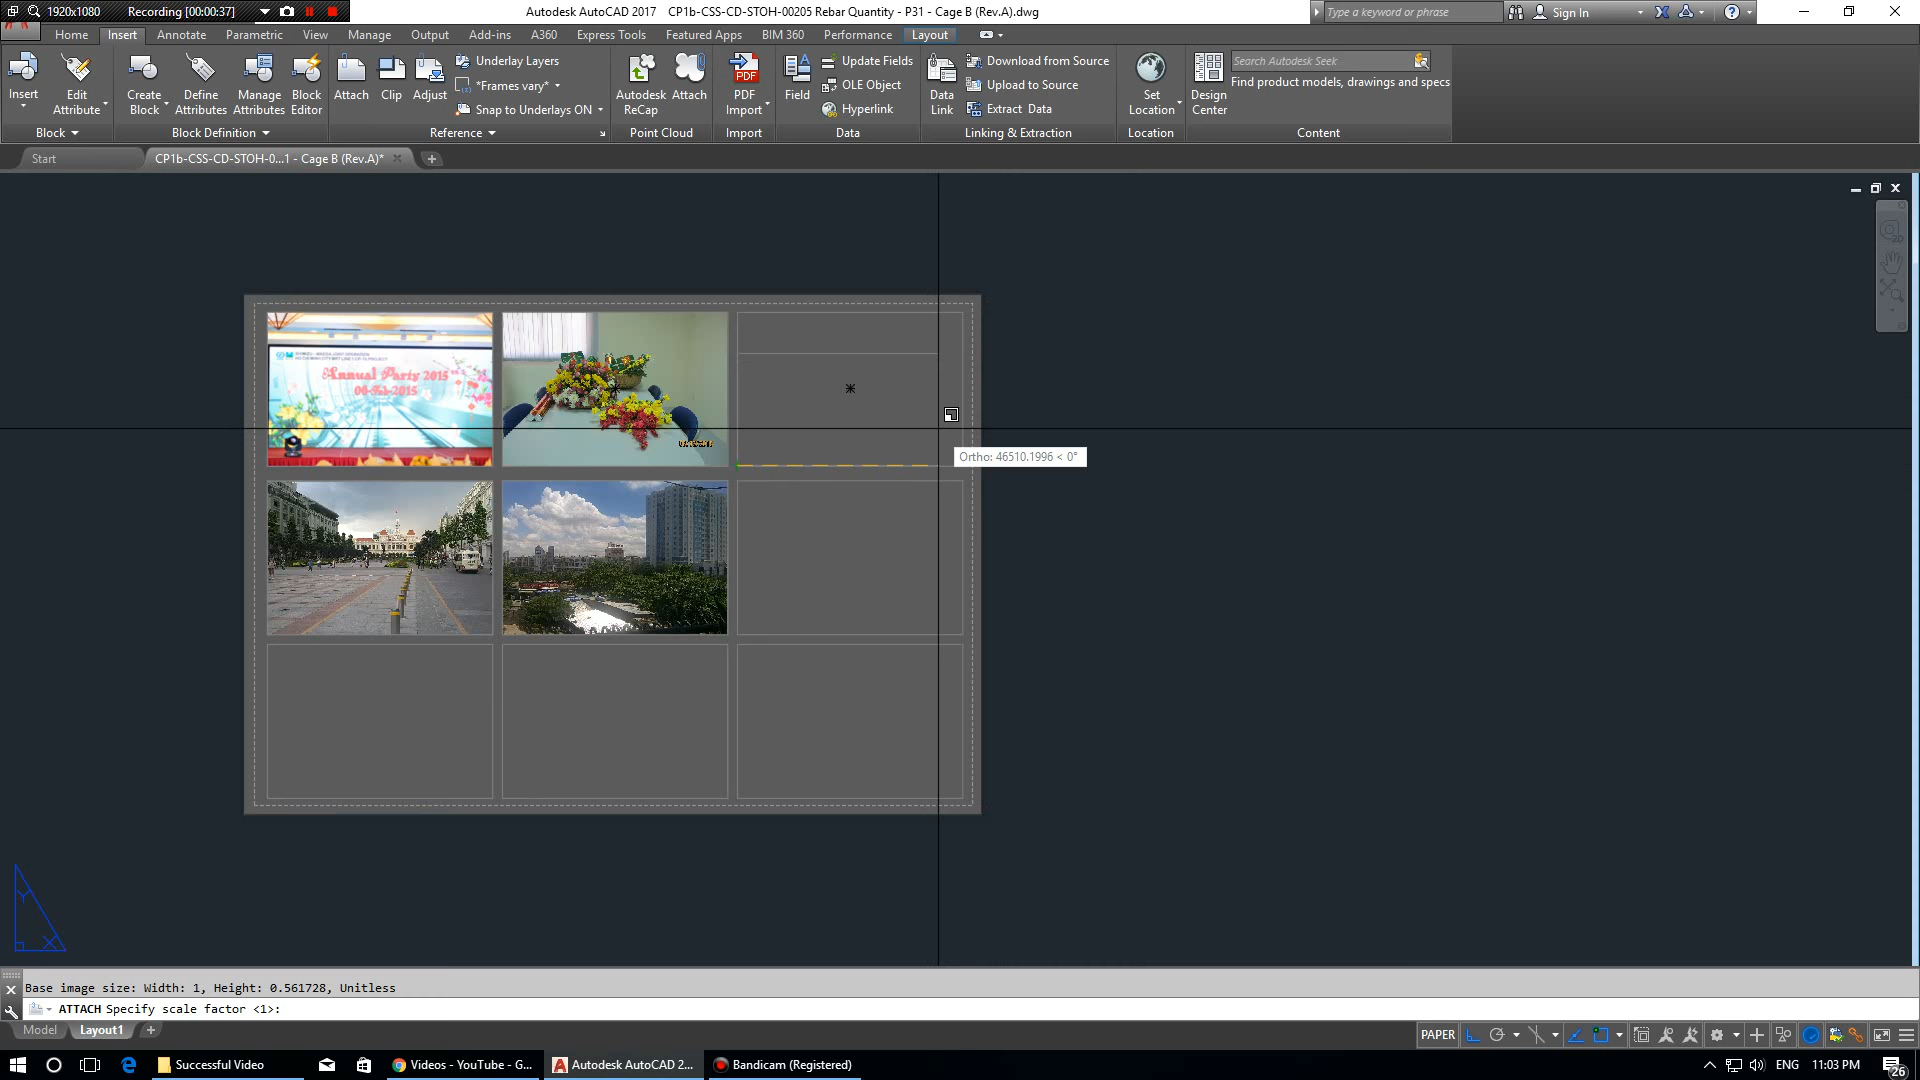 1920x1080 Recording [00:00:37] Autodesk AutoCAD 2017 CP1b-CSS-CD-STOH-00205 Rebar Quantity - P31 - Cage B (Rev.A).dwg Type a keyword or phrase Sign In
Home Insert Annotate Parametric View Manage Output Add-ins A360 Express Tools Featured Apps BIM 360 Performance Layout
Insert
Edit Attribute
Create Block
Define Attributes
Manage Attributes
Block Editor
Attach
Clip
Adjust
Underlay Layers
*Frames vary*
Snap to Underlays ON
Autodesk ReCap
Attach
PDF Import
Field
Update Fields
OLE Object
Hyperlink
Data Link
Download from Source
Upload to Source
Extract Data
Set Location
Design Center
Search Autodesk Seek
Find product models, drawings and specs
Block Block Definition Reference Point Cloud Import Data Linking & Extraction Location Content
Start CP1b-CSS-CD-STOH-0...1 - Cage B (Rev.A)*
Annual Party 2015
Ortho: 46510.1996 < 0°
Y
X
Base image size: Width: 1, Height: 0.561728, Unitless
ATTACH Specify scale factor <1>:
Model Layout1 PAPER
Successful Video Videos - YouTube - G... Autodesk AutoCAD 2... Bandicam (Registered) ENG 11:03 PM 26